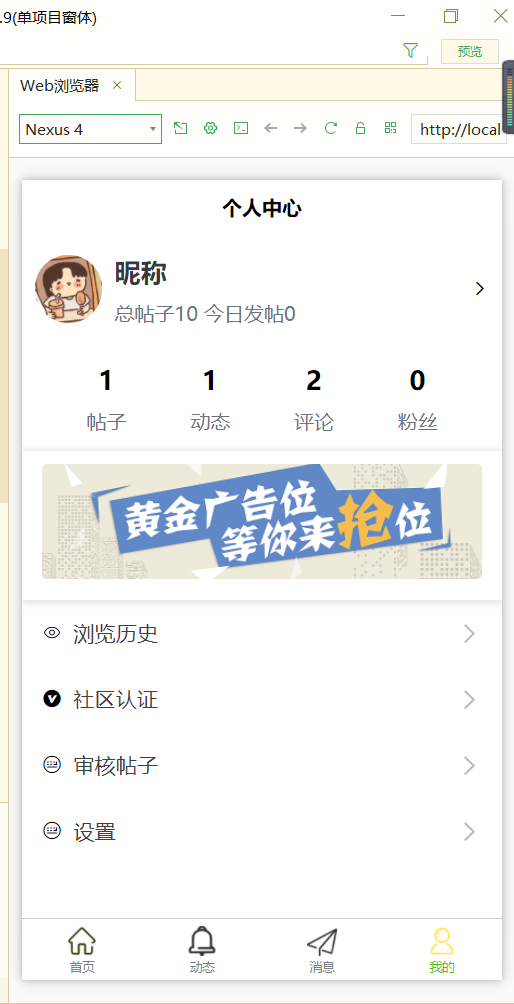 .9(单项目窗体)
预览
Web浏览器
Nexus 4
http://local
个人中心
昵称
总帖子10 今日发帖0
1 1 2 0
帖子 动态 评论 粉丝
黄金广告位
等你来抢位
浏览历史
社区认证
审核帖子
设置
首页 动态 消息 我的